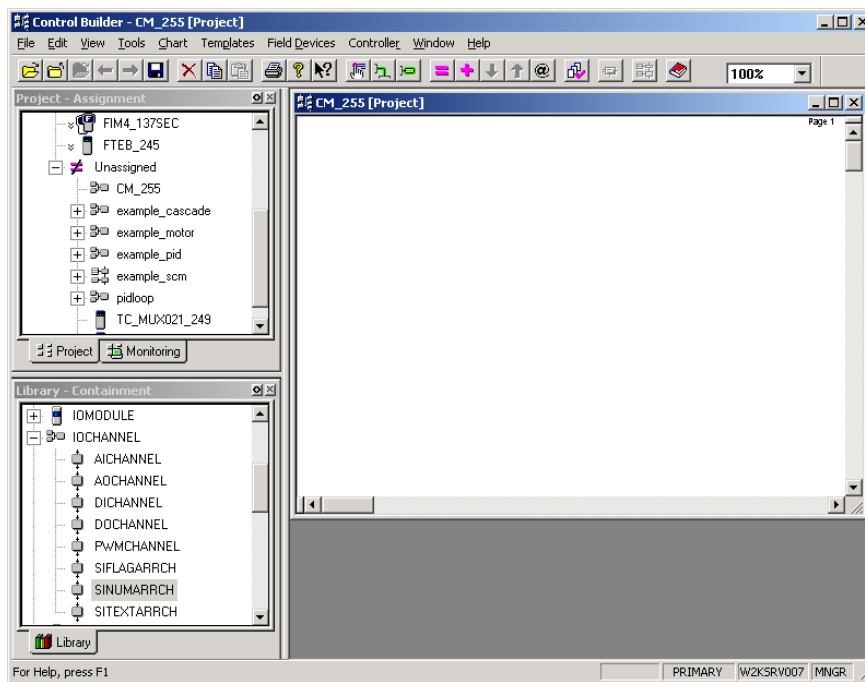 Control Builder - CM_255 [Project]
File Edit View Tools Chart Templates Field Devices Controller Window Help
100%
Project - Assignment
FIM4_137SEC
FTEB_245
Unassigned
CM_255
example_cascade
example_motor
example_pid
example_scm
pidloop
TC_MUX021_249
Project Monitoring
Library - Containment
IOMODULE
IOCHANNEL
AICHANNEL
AOCHANNEL
DICHANNEL
DOCHANNEL
PWMCHANNEL
SIFLAGARRCH
SINUMARRCH
SITEXTARRCH
Library
CM_255 [Project]
Page 1
For Help, press F1
PRIMARY W2KSRV007 MNGR